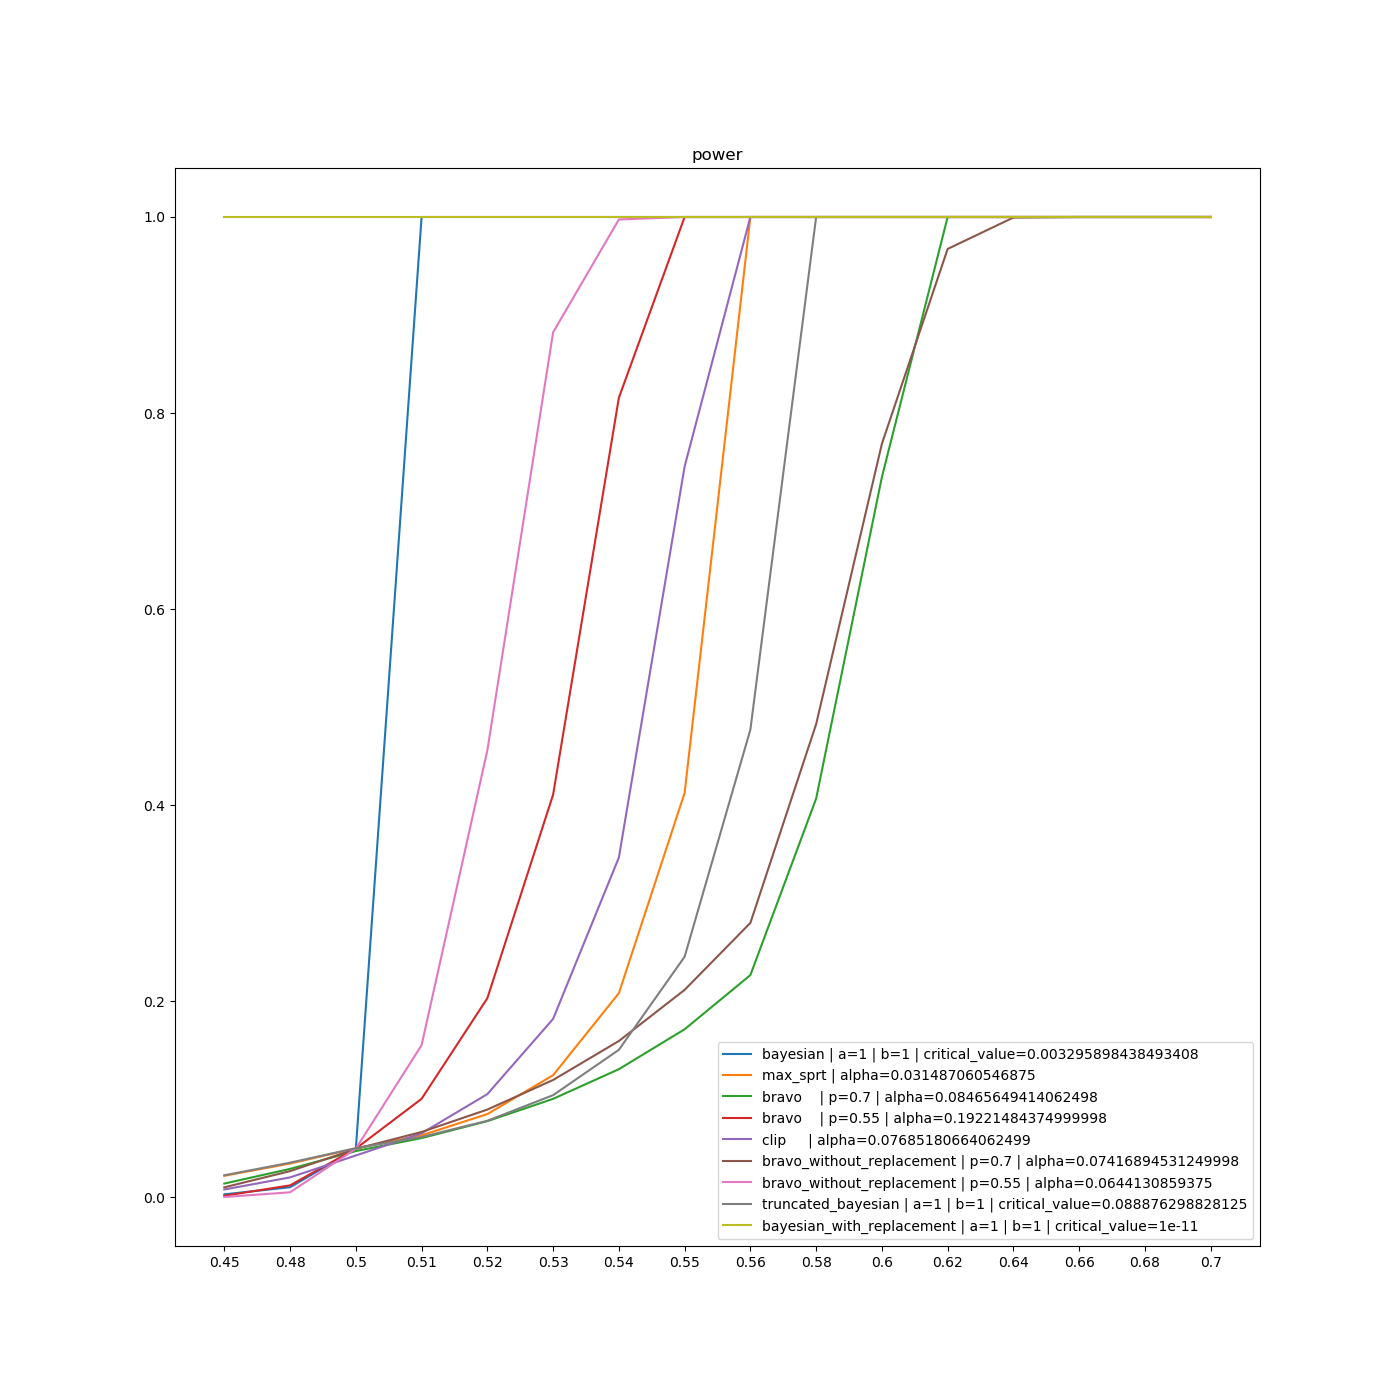 power
1.0
0.8
0.6
0.4
0.2
0.0
bayesian | a=1 | b=1 | critical_value=0.003295898438493408
max_sprt | alpha=0.031487060546875
bravo    | p=0.7 | alpha=0.08465649414062498
bravo    | p=0.55 | alpha=0.19221484374999998
clip     | alpha=0.07685180664062499
bravo_without_replacement | p=0.7 | alpha=0.07416894531249998
bravo_without_replacement | p=0.55 | alpha=0.0644130859375
truncated_bayesian | a=1 | b=1 | critical_value=0.088876298828125
bayesian_with_replacement | a=1 | b=1 | critical_value=1e-11
0.45 0.48 0.5 0.51 0.52 0.53 0.54 0.55 0.56 0.58 0.6 0.62 0.64 0.66 0.68 0.7